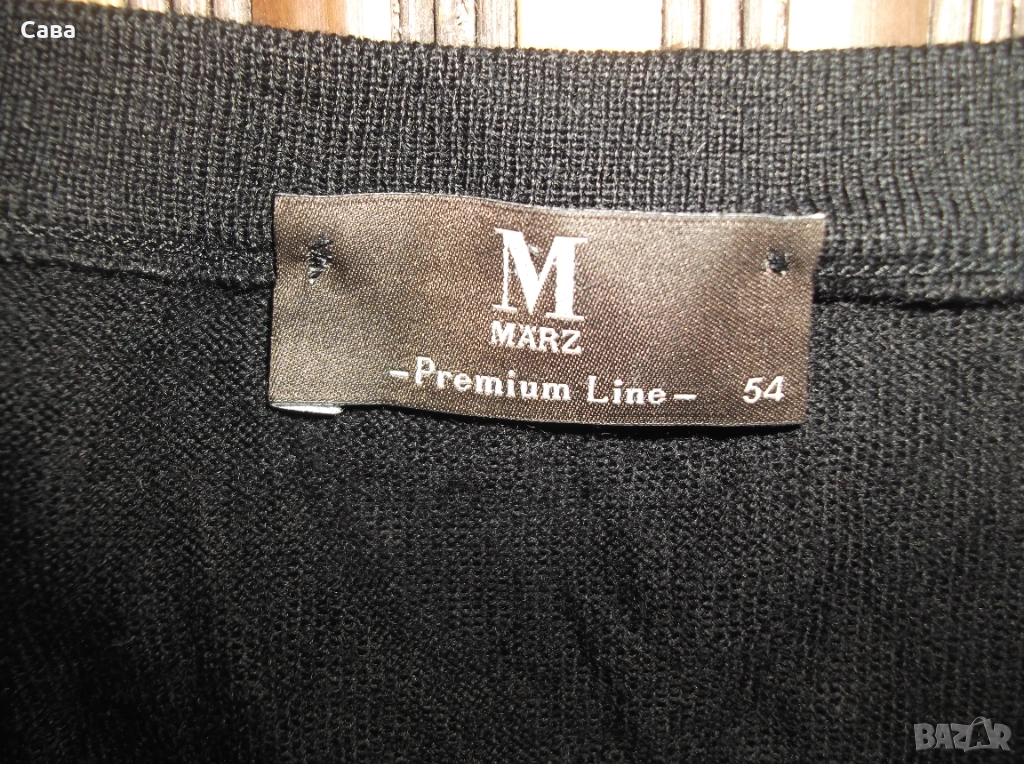 Сава
M
MÄRZ
-Premium Line- 54
BAZAR